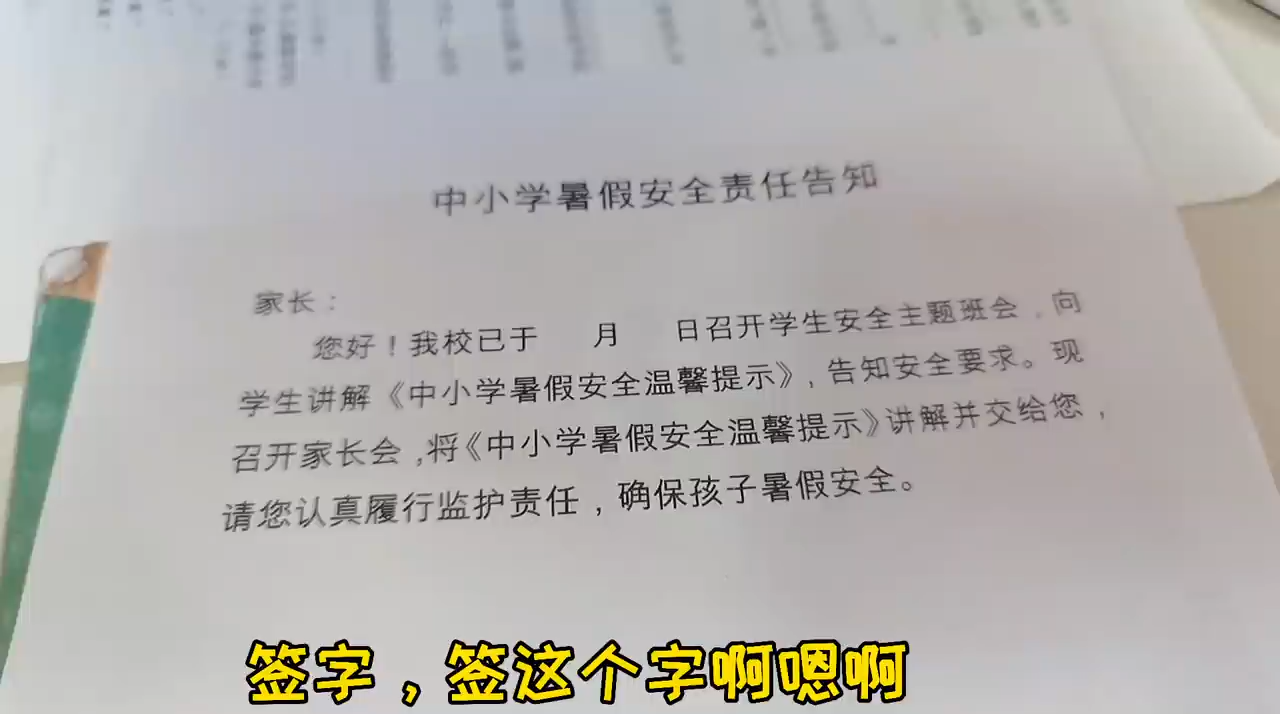 中小学暑假安全责任告知
家长：
您好！我校已于 月 日召开学生安全主题班会，向
学生讲解《中小学暑假安全温馨提示》，告知安全要求。现
召开家长会，将《中小学暑假安全温馨提示》讲解并交给您，
请您认真履行监护责任，确保孩子暑假安全。
签字，签这个字啊嗯啊